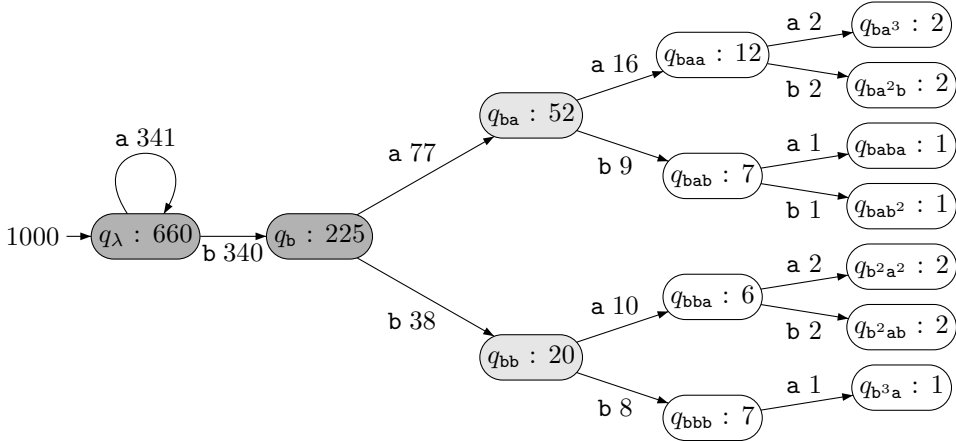 a 2
q_ba³ : 2
q_baa : 12
a 16
b 2
q_ba²b : 2
q_ba : 52
a 341
a 77
b 9
a 1
q_baba : 1
q_bab : 7
b 1
q_bab² : 1
1000
q_λ : 660
b 340
q_b : 225
a 2
q_b²a² : 2
b 38
a 10
q_bba : 6
b 2
q_b²ab : 2
q_bb : 20
b 8
a 1
q_b³a : 1
q_bbb : 7